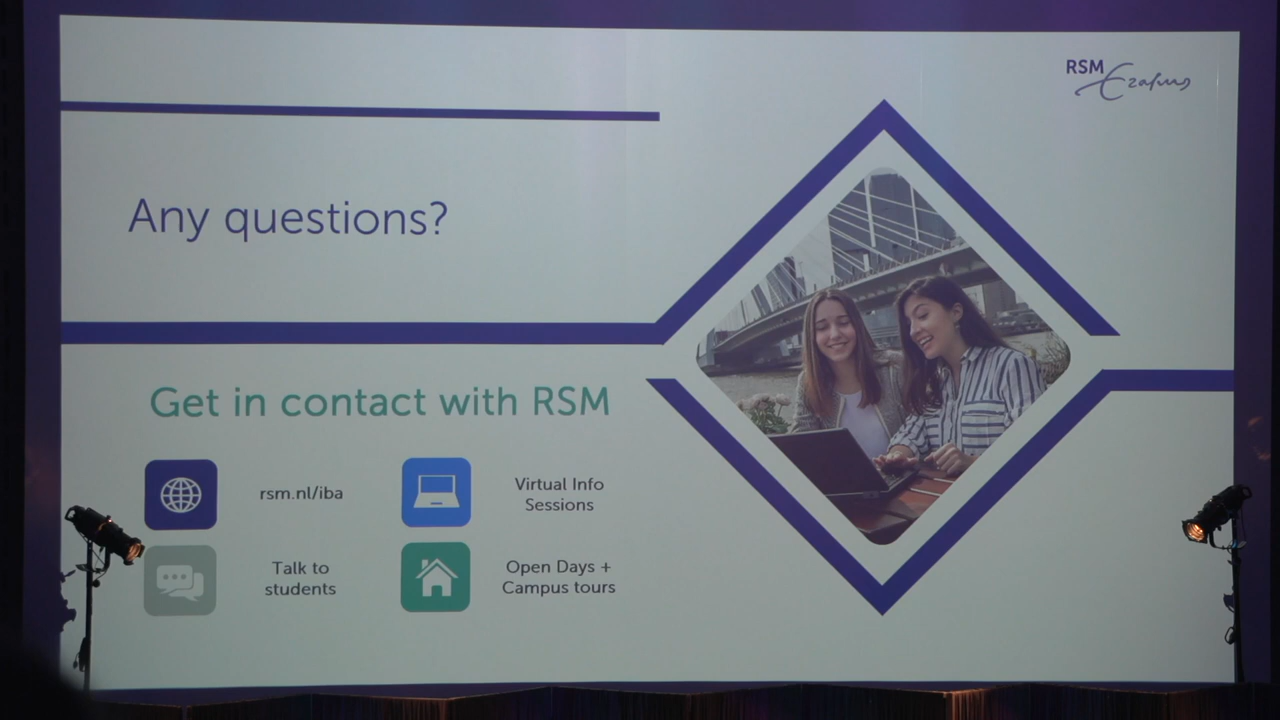 RSM
Erasmus
Any questions?
Get in contact with RSM
rsm.nl/iba
Virtual Info
Sessions
Talk to
students
Open Days +
Campus tours